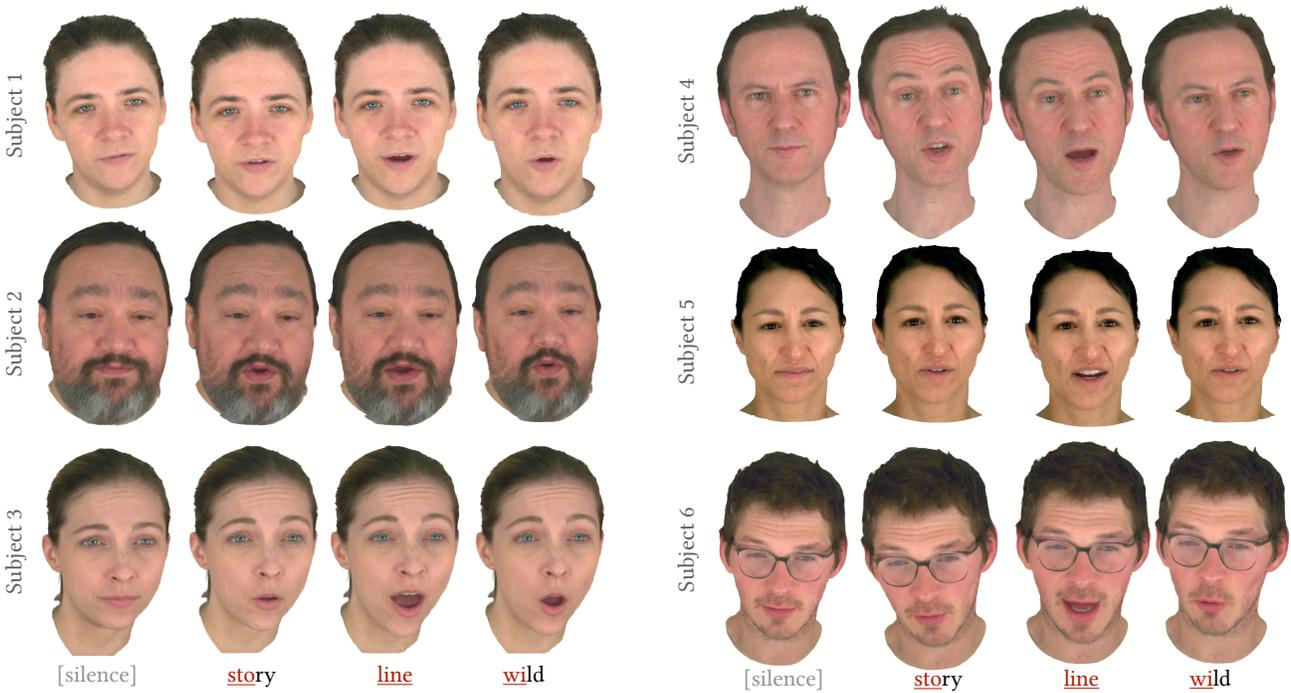 Subject 1
Subject 2
Subject 3
[silence] story line wild
Subject 4
Subject 5
Subject 6
[silence] story line wild